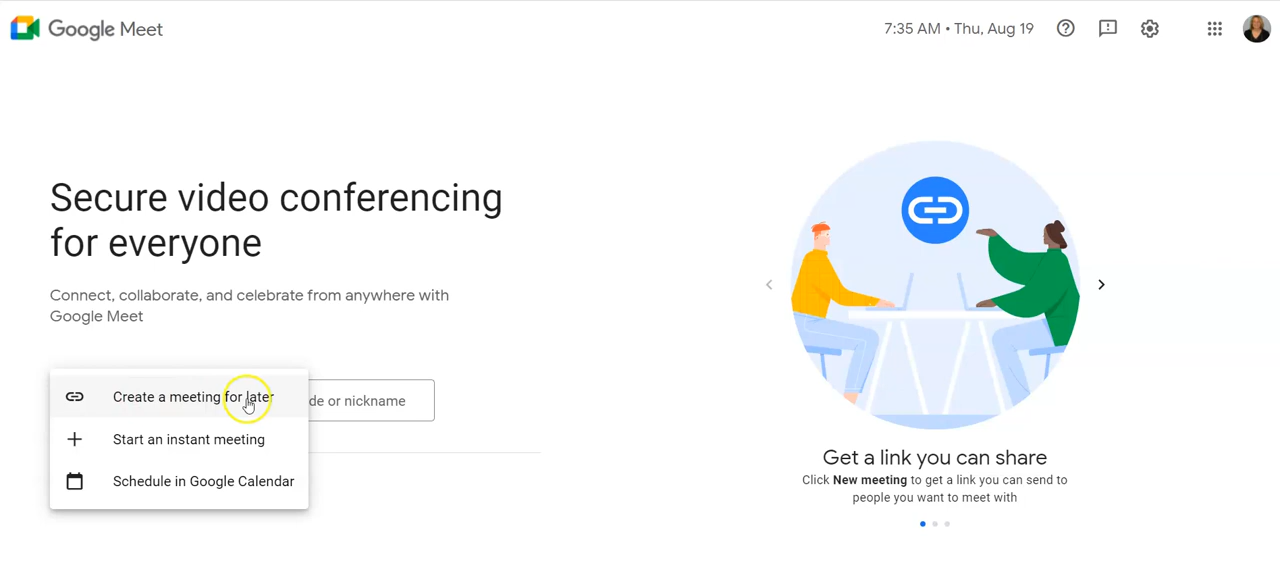 Google Meet
7:35 AM • Thu, Aug 19
Secure video conferencing
for everyone
Connect, collaborate, and celebrate from anywhere with
Google Meet
Create a meeting for later
de or nickname
Start an instant meeting
Schedule in Google Calendar
Get a link you can share
Click New meeting to get a link you can send to
people you want to meet with